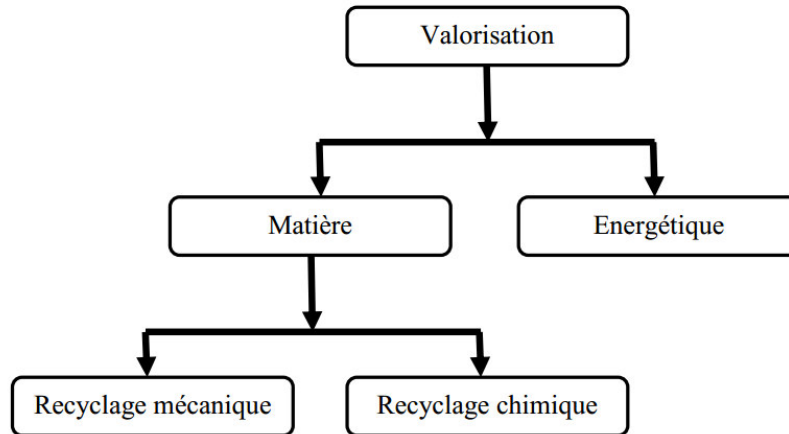 Valorisation
Matière
Energétique
Recyclage mécanique
Recyclage chimique